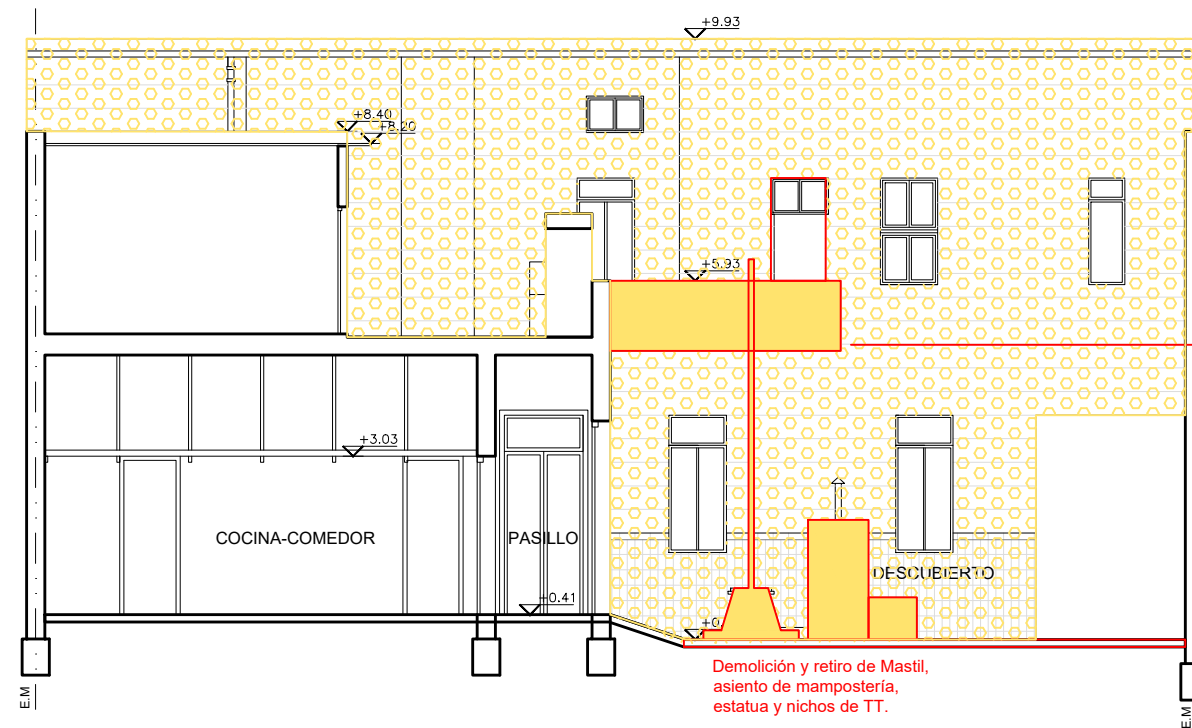 +9.93
+8.40
+8.20
+5.93
+3.03
COCINA-COMEDOR
PASILLO
DESCUBIERTO
+0.41
Demolición y retiro de Mastil,
asiento de mampostería,
estatua y nichos de TT.
E.M
E.M